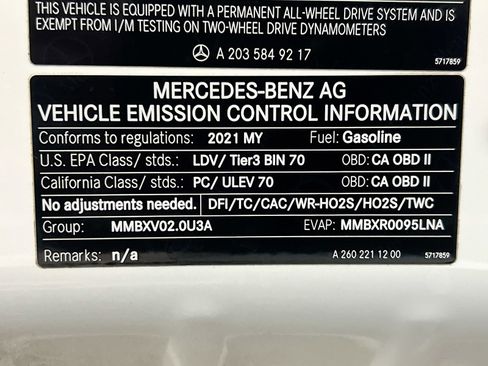 THIS VEHICLE IS EQUIPPED WITH A PERMANENT ALL-WHEEL DRIVE SYSTEM AND IS
EXEMPT FROM I/M TESTING ON TWO-WHEEL DRIVE DYNAMOMETERS
A 203 584 92 17
5717859
MERCEDES-BENZ AG
VEHICLE EMISSION CONTROL INFORMATION
Conforms to regulations: 2021 MY Fuel: Gasoline
U.S. EPA Class/ stds.: LDV/ Tier3 BIN 70 OBD: CA OBD II
California Class/ stds.: PC/ ULEV 70 OBD: CA OBD II
No adjustments needed. DFI/TC/CAC/WR-HO2S/HO2S/TWC
Group: MMBXV02.0U3A EVAP: MMBXR0095LNA
Remarks: n/a A 260 221 12 00 5717859